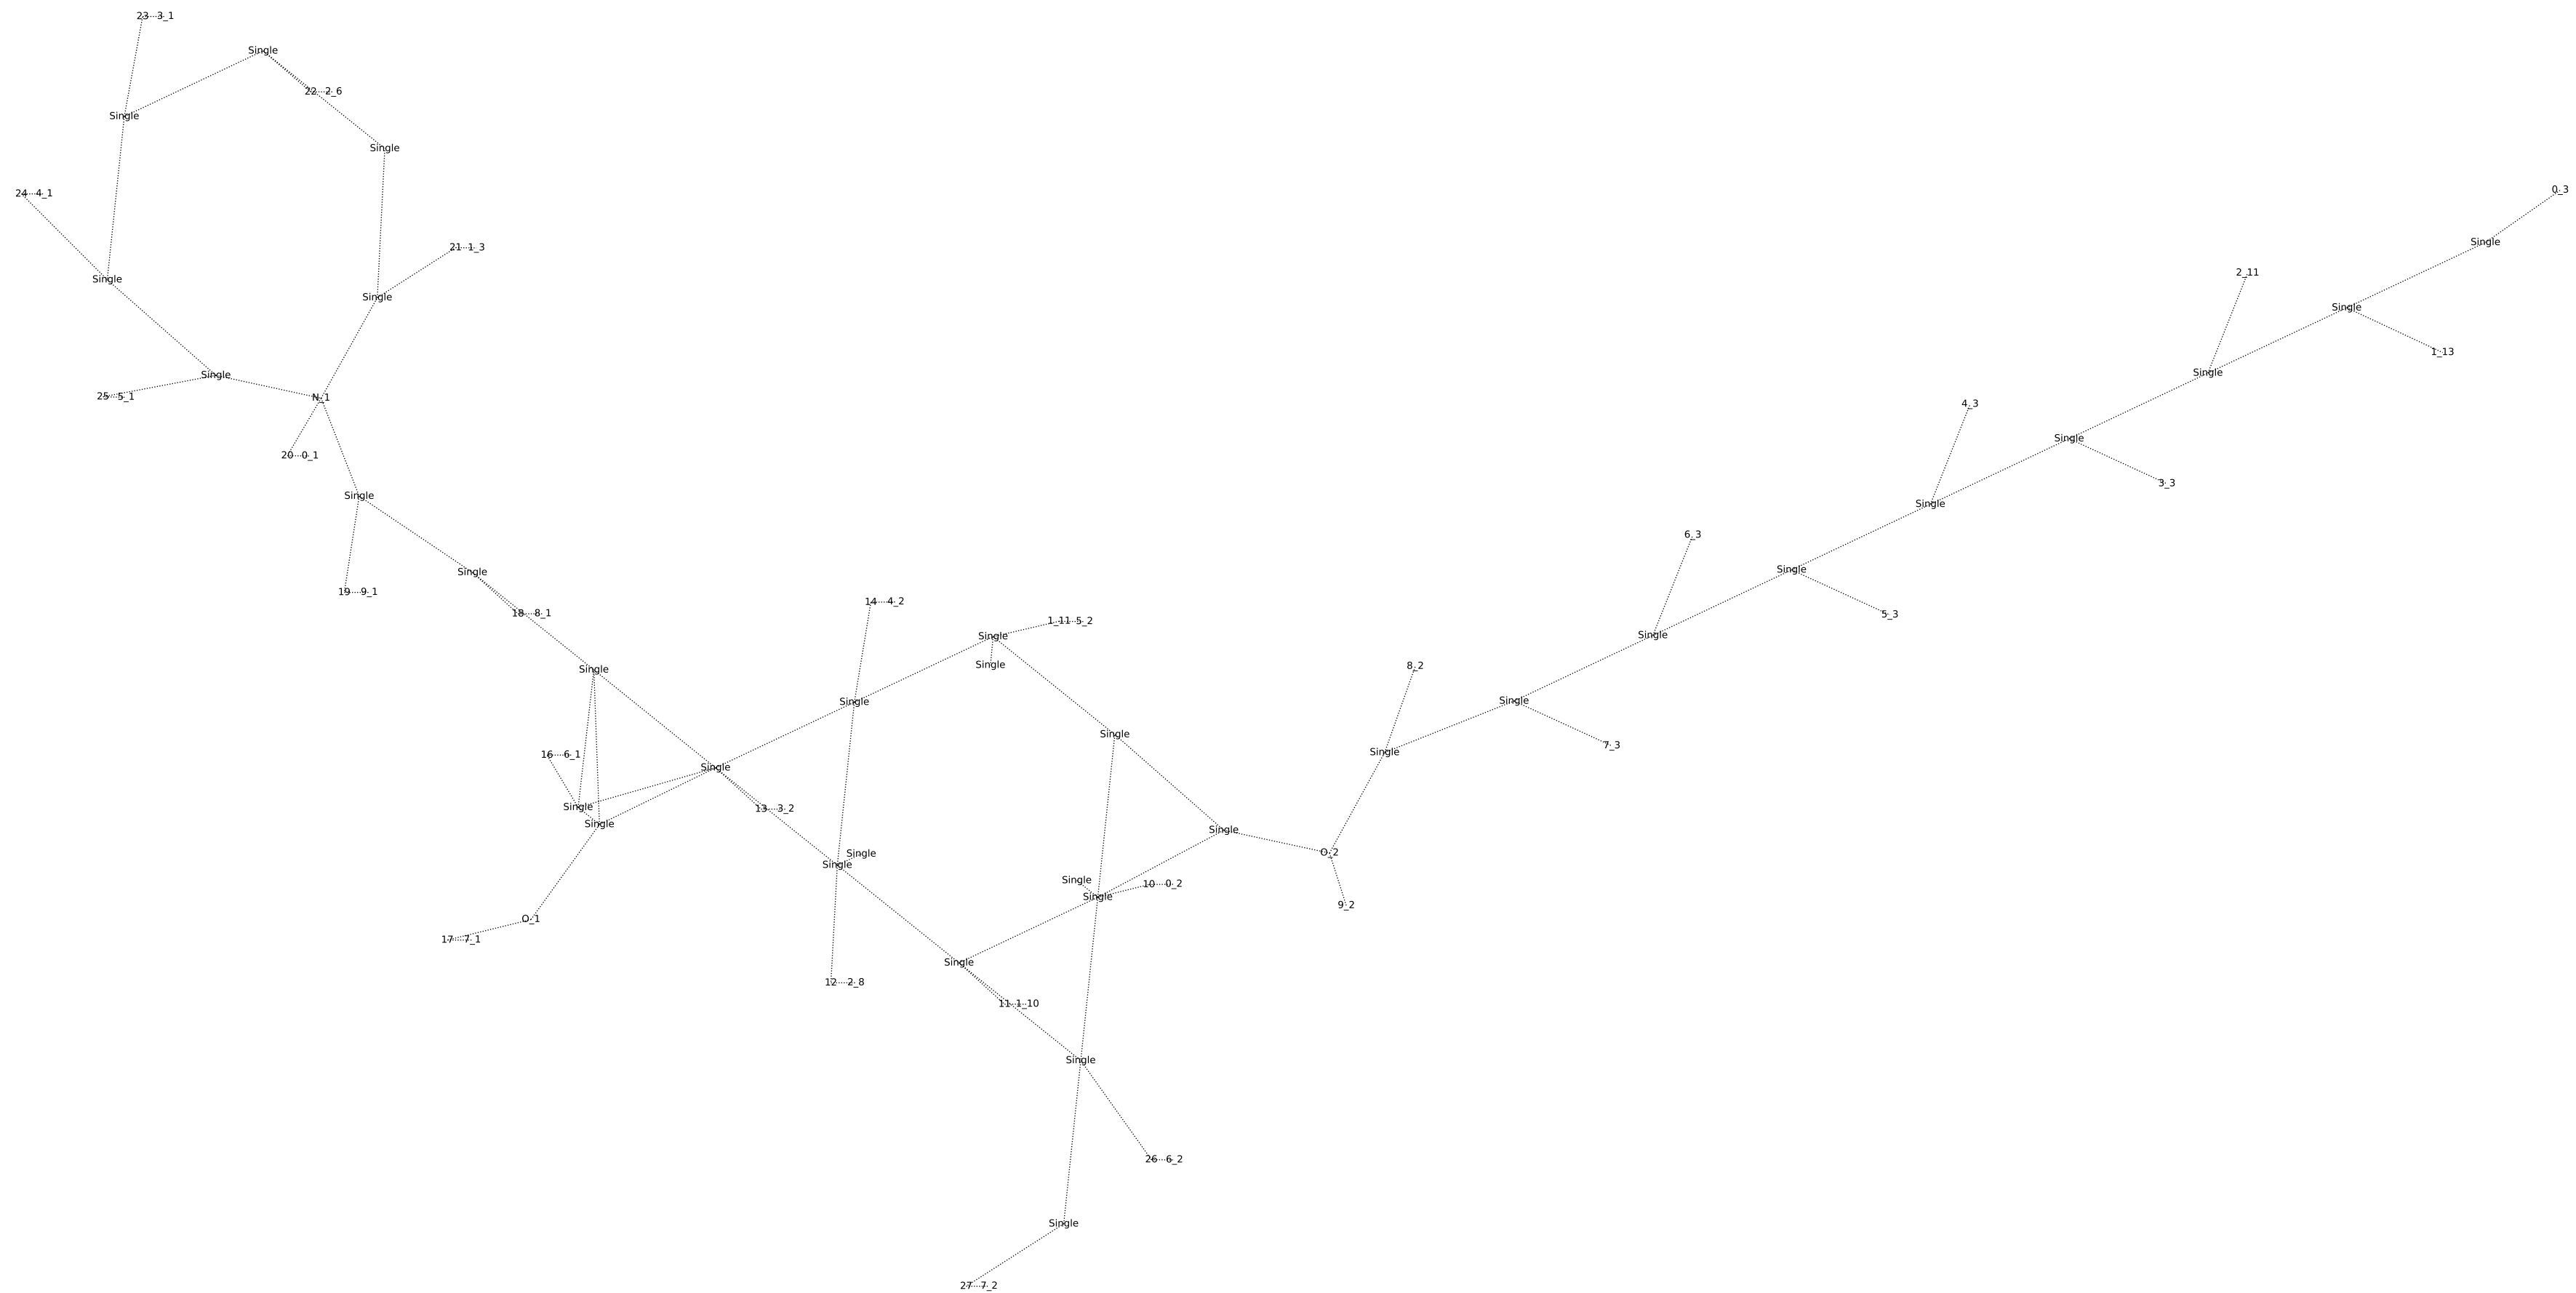 23 3_1
Single
22 2_6
Single
Single
0_3
24 4_1
Single
21 1_3
2_11
Single
Single
Single
1_13
Single
Single
25 5_1
N_1
4_3
Single
20 0_1
3_3
Single
Single
6_3
Single
Single
19 9_1
14 4_2
18 8_1
5_3
1_11 5_2
Single
Single
Single
8_2
Single
Single
Single
Single
7_3
Single
16 6_1
Single
Single
13 3_2
Single
Single
Single
O_2
Single
Single
10 0_2
Single
9_2
O_1
17 7_1
Single
12 2_8
11 1_10
Single
26 6_2
Single
27 7_2